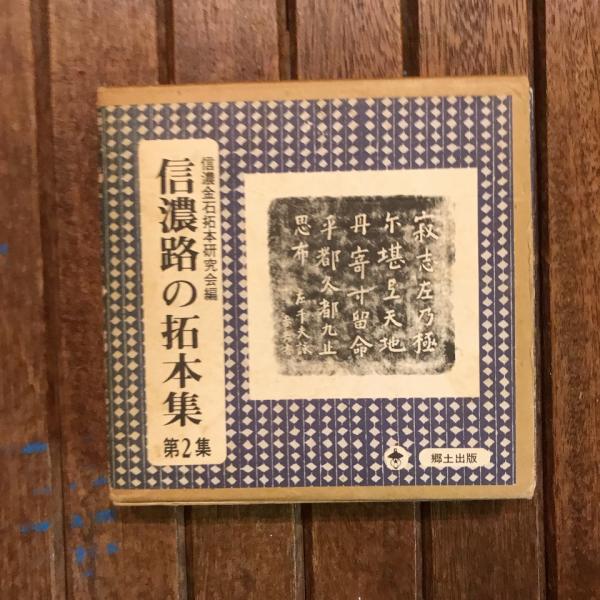 信濃金石拓本研究会編
信濃路の拓本集
第2集
寂志左乃極
尓堪旦天地
丹寄寸留命
乎都久都九止
思布 左千夫詠
郷土出版